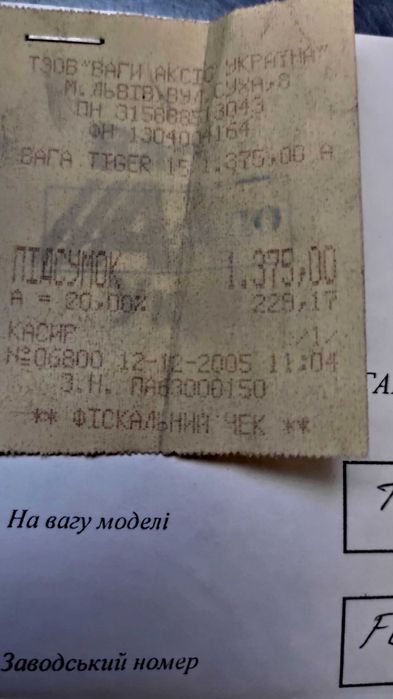 ТЗОВ"ВАГИ АКСІС УКРАЇНА"
М.ЛЬВІВ ВУЛ.СУХА,8
ПН 315888513043
ФН 1304004164
ВАГА TIGER 15 1.375,00 А
ПІДСУМОК 1.375,00
А = 20,00% 229,17
КАСИР /1/
№06800 12-12-2005 11:04
З.Н. ПА63000150
** ФІСКАЛЬНИЙ ЧЕК **
На вагу моделі
Заводський номер